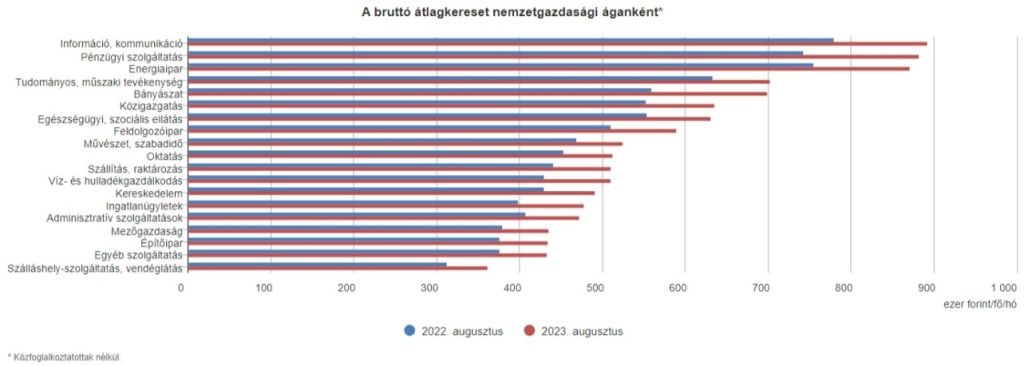 A bruttó átlagkereset nemzetgazdasági áganként*
Információ, kommunikáció
Pénzügyi szolgáltatás
Energiaipar
Tudományos, műszaki tevékenység
Bányászat
Közigazgatás
Egészségügyi, szociális ellátás
Feldolgozóipar
Művészet, szabadidő
Oktatás
Szállítás, raktározás
Víz- és hulladékgazdálkodás
Kereskedelem
Ingatlanügyletek
Adminisztratív szolgáltatások
Mezőgazdaság
Építőipar
Egyéb szolgáltatás
Szálláshely-szolgáltatás, vendéglátás
0 100 200 300 400 500 600 700 800 900 1 000
ezer forint/fő/hó
2022. augusztus 2023. augusztus
* Közfoglalkoztatottak nélkül.